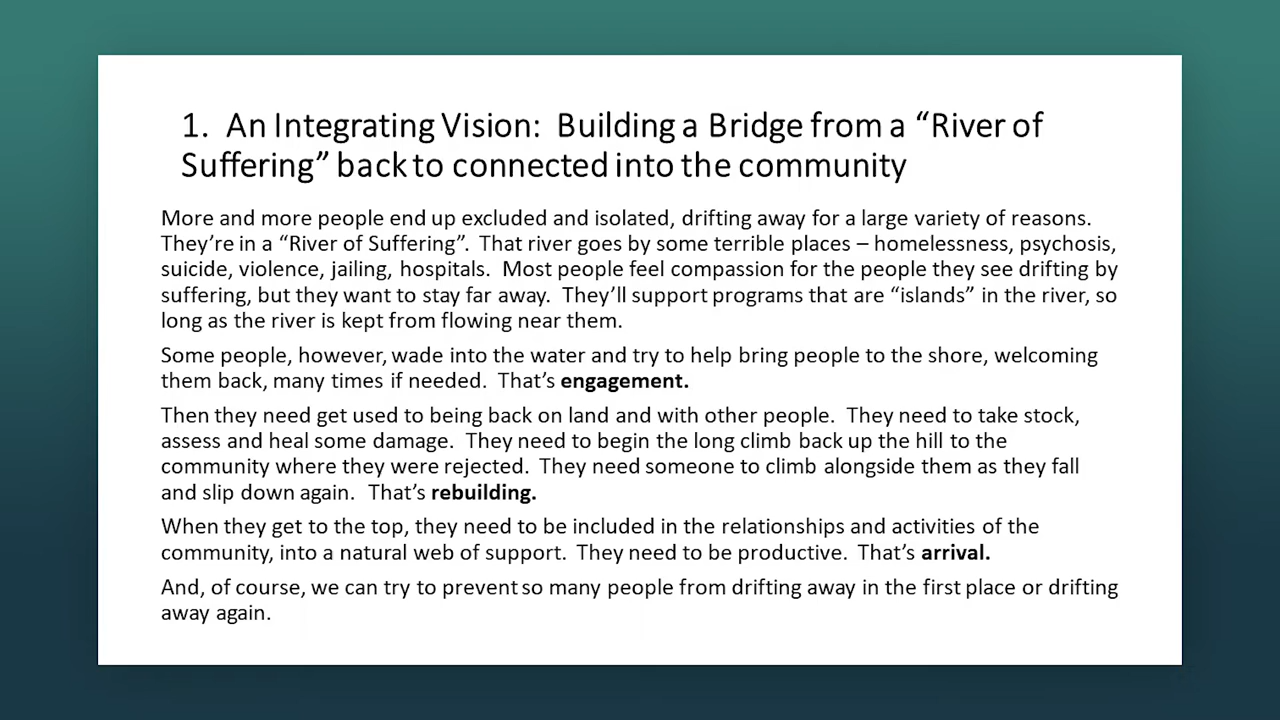 1. An Integrating Vision: Building a Bridge from a “River of
Suffering” back to connected into the community
More and more people end up excluded and isolated, drifting away for a large variety of reasons.
They’re in a “River of Suffering”. That river goes by some terrible places – homelessness, psychosis,
suicide, violence, jailing, hospitals. Most people feel compassion for the people they see drifting by
suffering, but they want to stay far away. They’ll support programs that are “islands” in the river, so
long as the river is kept from flowing near them.
Some people, however, wade into the water and try to help bring people to the shore, welcoming
them back, many times if needed. That’s engagement.
Then they need get used to being back on land and with other people. They need to take stock,
assess and heal some damage. They need to begin the long climb back up the hill to the
community where they were rejected. They need someone to climb alongside them as they fall
and slip down again. That’s rebuilding.
When they get to the top, they need to be included in the relationships and activities of the
community, into a natural web of support. They need to be productive. That’s arrival.
And, of course, we can try to prevent so many people from drifting away in the first place or drifting
away again.